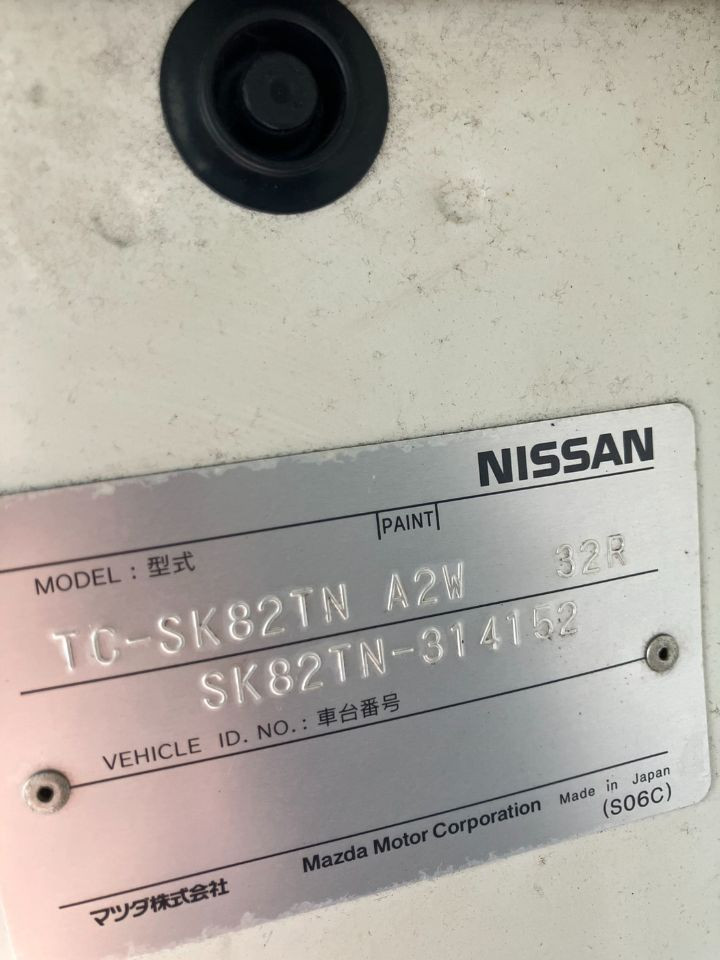 NISSAN
PAINT
MODEL : 型式
TC-SK82TN A2W 32R
SK82TN-314152
VEHICLE ID. NO. : 車台番号
Made in Japan
Mazda Motor Corporation (S06C)
マツダ株式会社